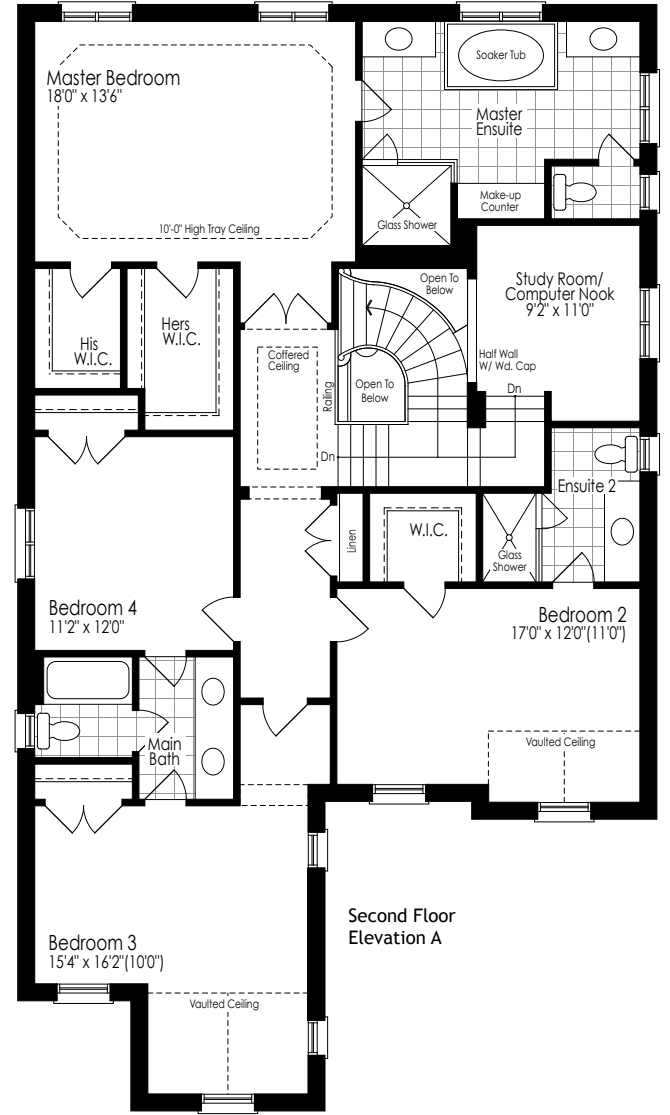 Soaker Tub
Master Bedroom
18'0" x 13'6"
Master
Ensuite
10'-0" High Tray Ceiling
Glass Shower
Make-up
Counter
Open To
Below
Study Room/
Computer Nook
9'2" x 11'0"
His
W.I.C.
Hers
W.I.C.
Coffered
Ceiling
Railing
Open To
Below
Half Wall
W/ Wd. Cap
Dn
Dn
Ensuite 2
Linen
W.I.C.
Glass
Shower
Bedroom 4
11'2" x 12'0"
Bedroom 2
17'0" x 12'0"(11'0")
Main
Bath
Vaulted Ceiling
Second Floor
Elevation A
Bedroom 3
15'4" x 16'2"(10'0")
Vaulted Ceiling